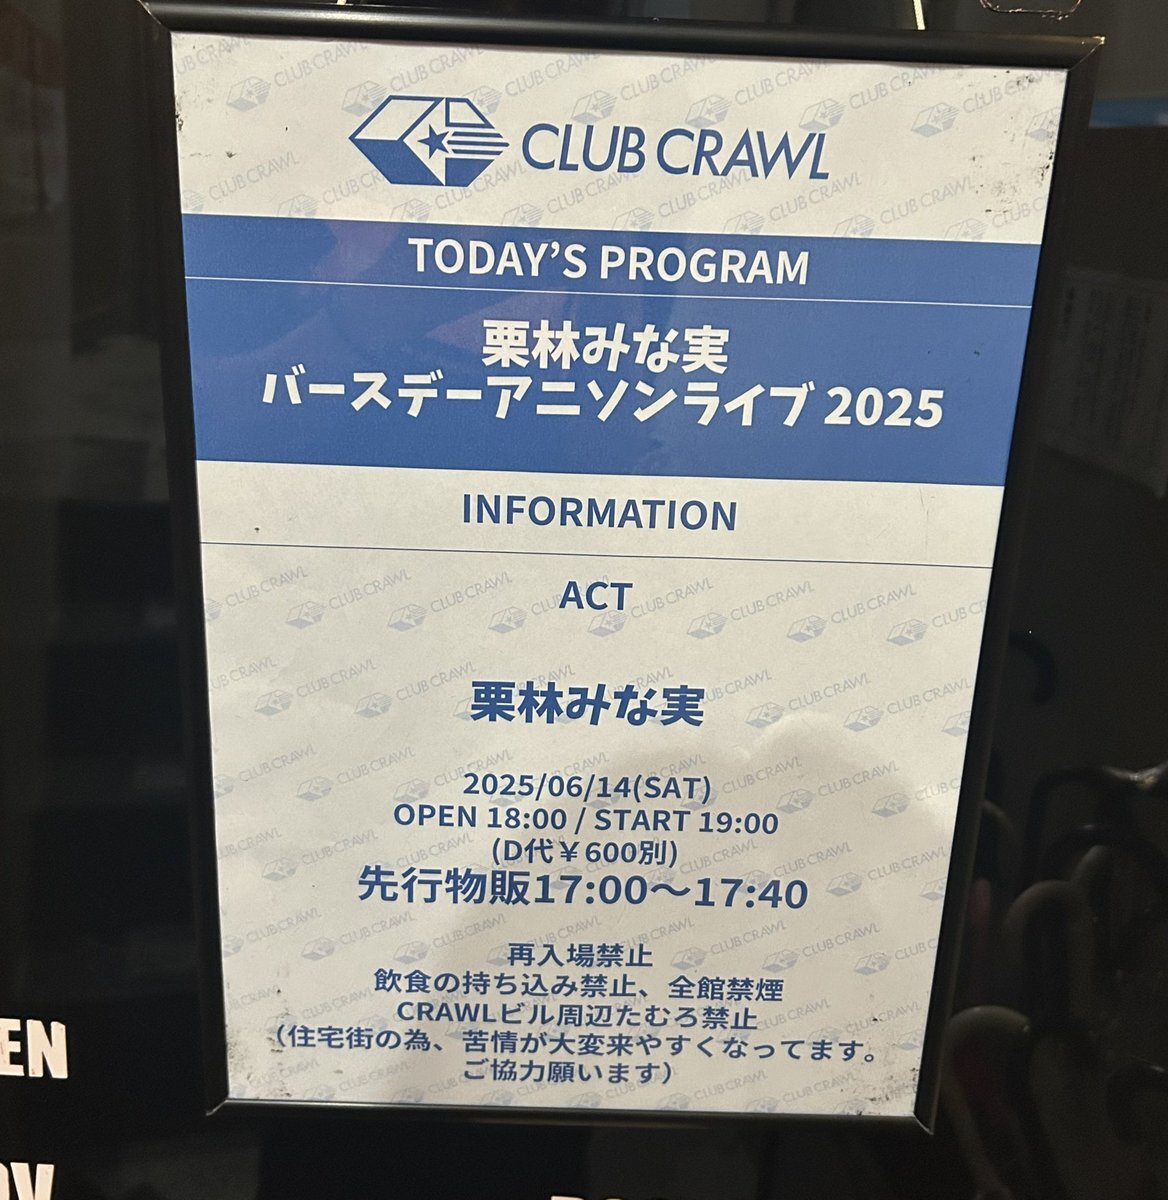 CLUB CRAWL
TODAY'S PROGRAM
栗林みな実
バースデーアニソンライブ 2025
INFORMATION
ACT
栗林みな実
2025/06/14(SAT)
OPEN 18:00 / START 19:00
(D代￥600別)
先行物販17:00～17:40
再入場禁止
飲食の持ち込み禁止、全館禁煙
CRAWLビル周辺たむろ禁止
（住宅街の為、苦情が大変来やすくなってます。
ご協力願います）
EN